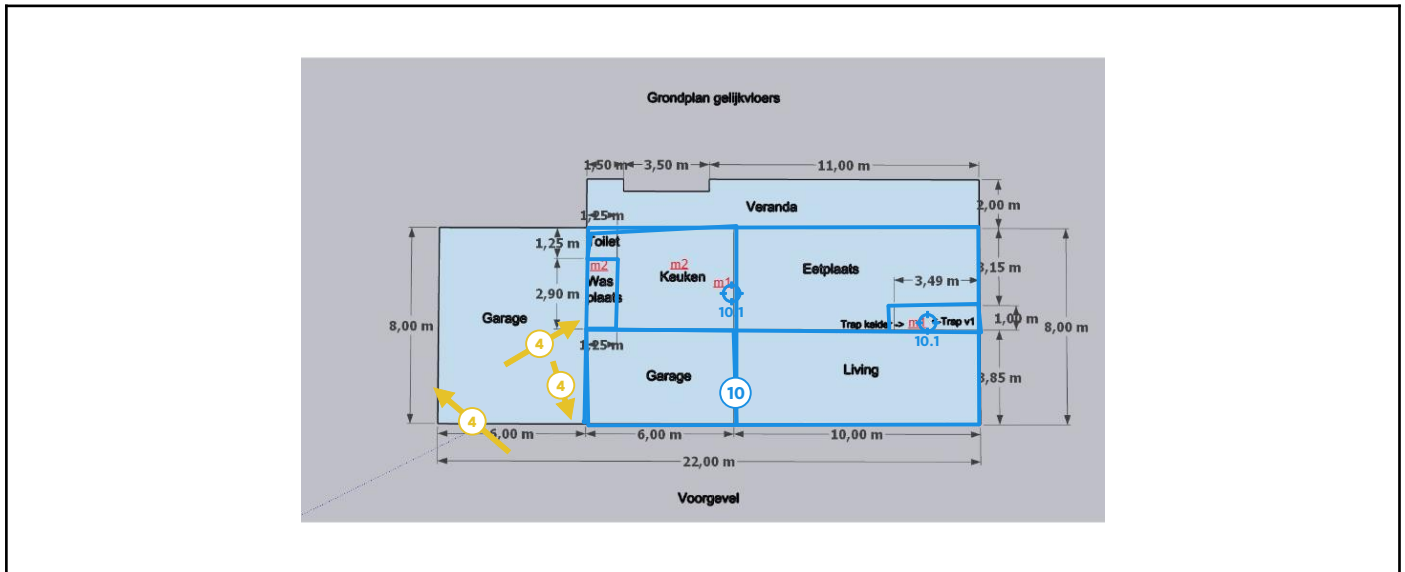 Grondplan gelijkvloers
1,50 m 3,50 m 11,00 m
Veranda
2,00 m
1,25 m
1,25 m
Toilet
m2
m2
Keuken
m1
Eetplaats
3,15 m
3,49 m
Was
plaats
2,90 m
10.1
8,00 m
Garage
Trap kelder ->
<-Trap v1
1,00 m
8,00 m
10.1
4
1,25 m
4
Garage
Living
3,85 m
10
4
6,00 m 6,00 m 10,00 m
22,00 m
Voorgevel